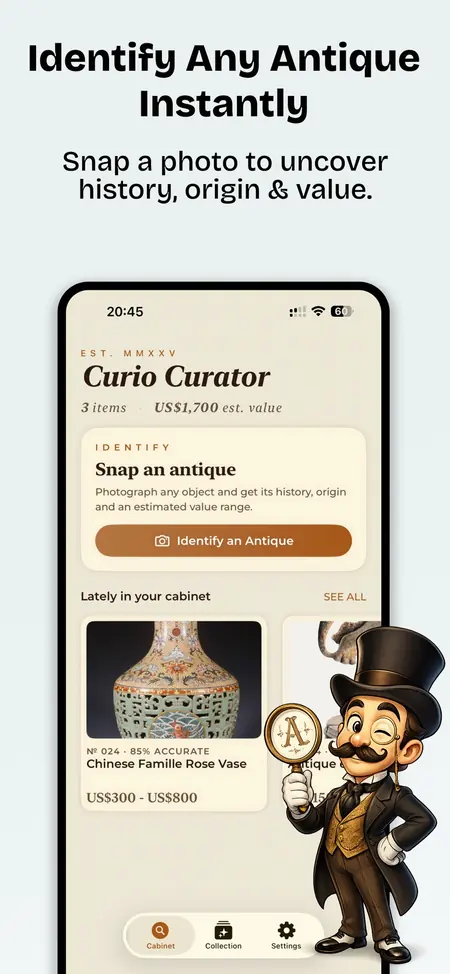 Identify Any Antique
Instantly
Snap a photo to uncover
history, origin & value.
20:45
60
EST. MMXXV
Curio Curator
3 items · US$1,700 est. value
IDENTIFY
Snap an antique
Photograph any object and get its history, origin
and an estimated value range.
Identify an Antique
Lately in your cabinet
SEE ALL
A
№ 024 · 85% ACCURATE
Chinese Famille Rose Vase
US$300 - US$800
Cabinet
Collection
Settings